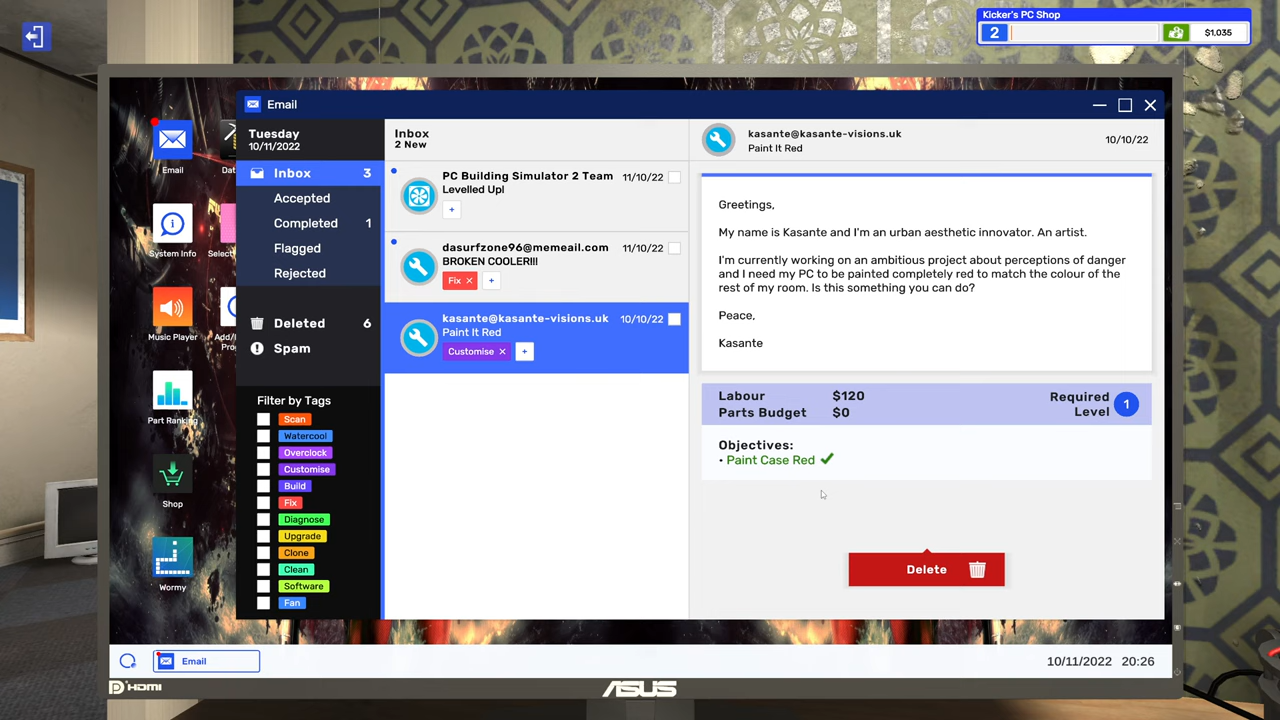 Kicker's PC Shop
2
$1,035
Email
Tuesday
10/11/2022
Inbox 3
Accepted
Completed 1
Flagged
Rejected
Deleted 6
Spam
Filter by Tags
Scan
Watercool
Overclock
Customise
Build
Fix
Diagnose
Upgrade
Clone
Clean
Software
Fan
Inbox
2 New
PC Building Simulator 2 Team 11/10/22
Levelled Up!
+
dasurfzone96@memeail.com 11/10/22
BROKEN COOLER!!!
Fix × +
kasante@kasante-visions.uk 10/10/22
Paint It Red
Customise × +
kasante@kasante-visions.uk 10/10/22
Paint It Red
Greetings,
My name is Kasante and I'm an urban aesthetic innovator. An artist.
I'm currently working on an ambitious project about perceptions of danger
and I need my PC to be painted completely red to match the colour of the
rest of my room. Is this something you can do?
Peace,
Kasante
Labour $120
Parts Budget $0
Required
Level 1
Objectives:
• Paint Case Red ✓
Delete
Email
System Info
Music Player
Part Ranking
Shop
Wormy
Email
10/11/2022 20:26
HDMI
ASUS